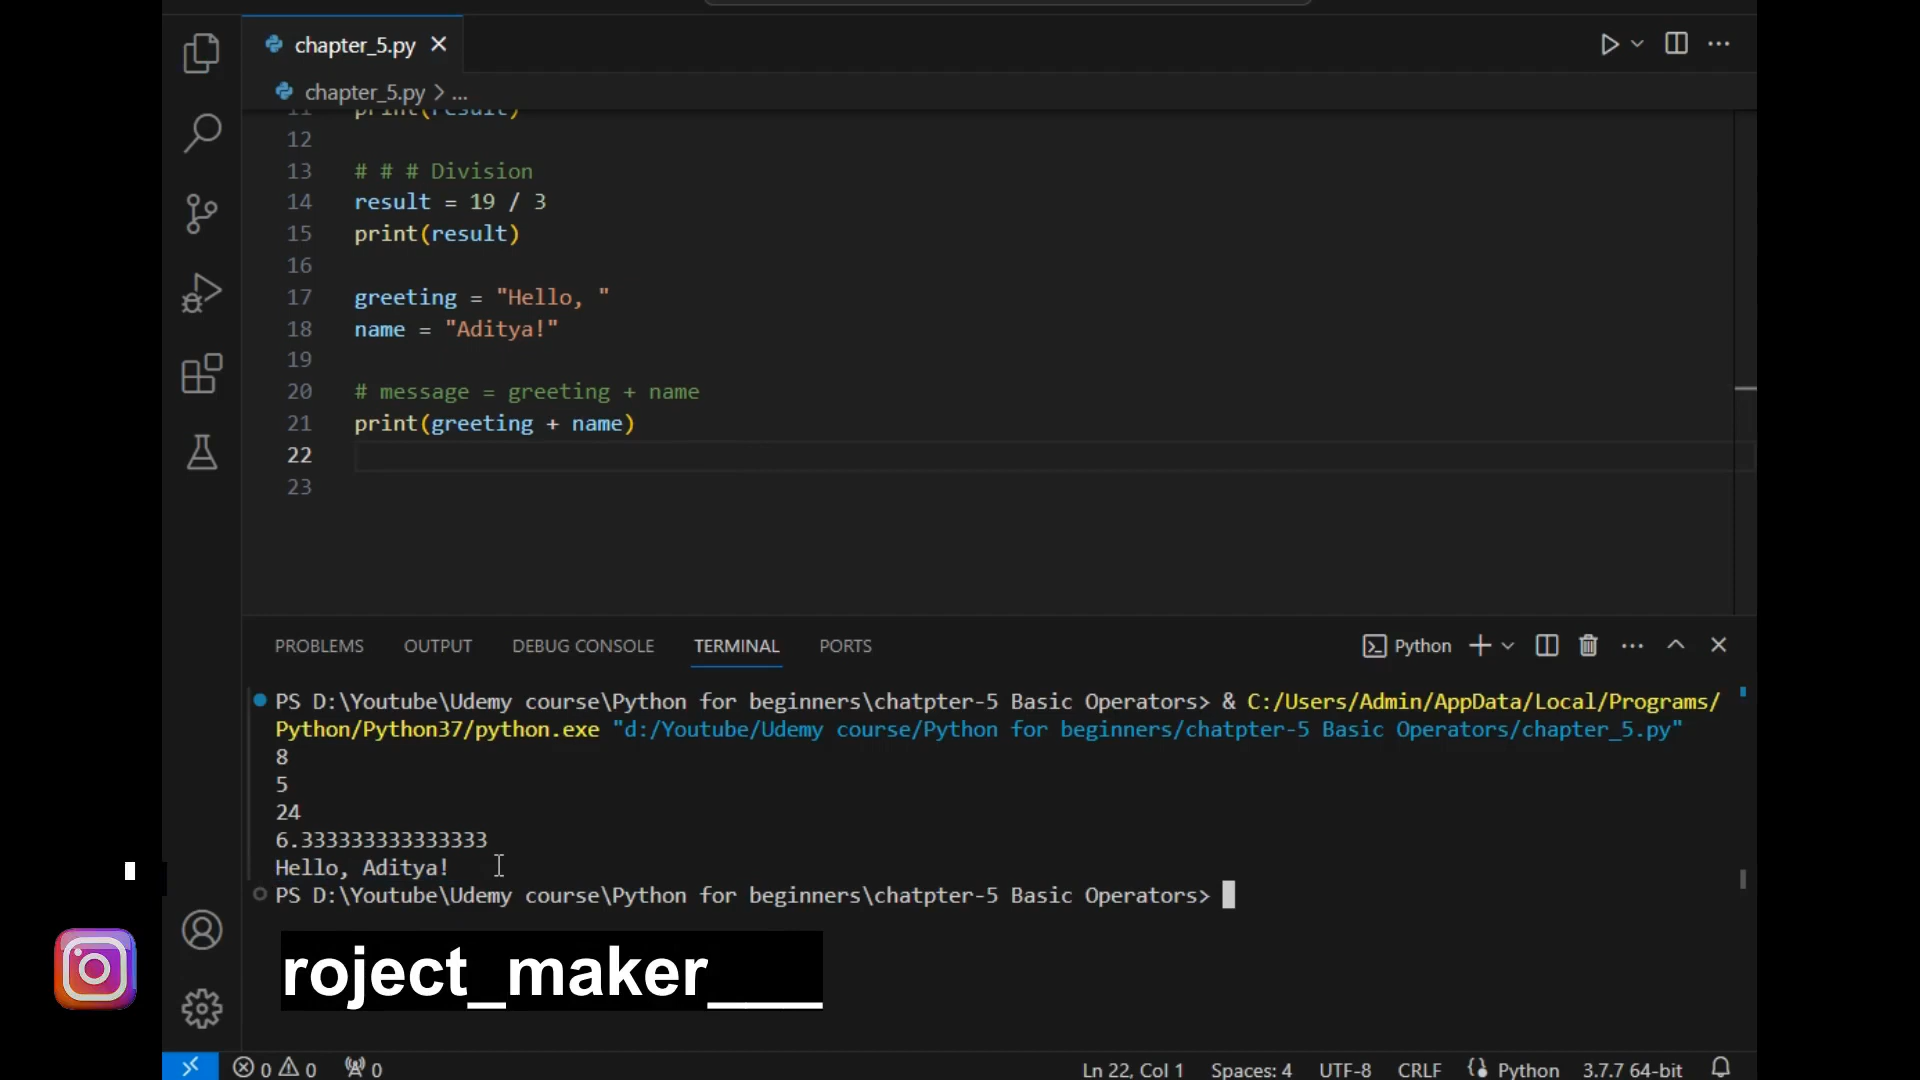 chapter_5.py
chapter_5.py > ...
11 print(result)
12
13 # # # Division
14 result = 19 / 3
15 print(result)
16
17 greeting = "Hello, "
18 name = "Aditya!"
19
20 # message = greeting + name
21 print(greeting + name)
22
23
PROBLEMS OUTPUT DEBUG CONSOLE TERMINAL PORTS Python
PS D:\Youtube\Udemy course\Python for beginners\chatpter-5 Basic Operators> & C:/Users/Admin/AppData/Local/Programs/
Python/Python37/python.exe "d:/Youtube/Udemy course/Python for beginners/chatpter-5 Basic Operators/chapter_5.py"
8
5
24
6.333333333333333
Hello, Aditya!
PS D:\Youtube\Udemy course\Python for beginners\chatpter-5 Basic Operators>
roject_maker___
0 0 0 Ln 22, Col 1 Spaces: 4 UTF-8 CRLF Python 3.7.7 64-bit